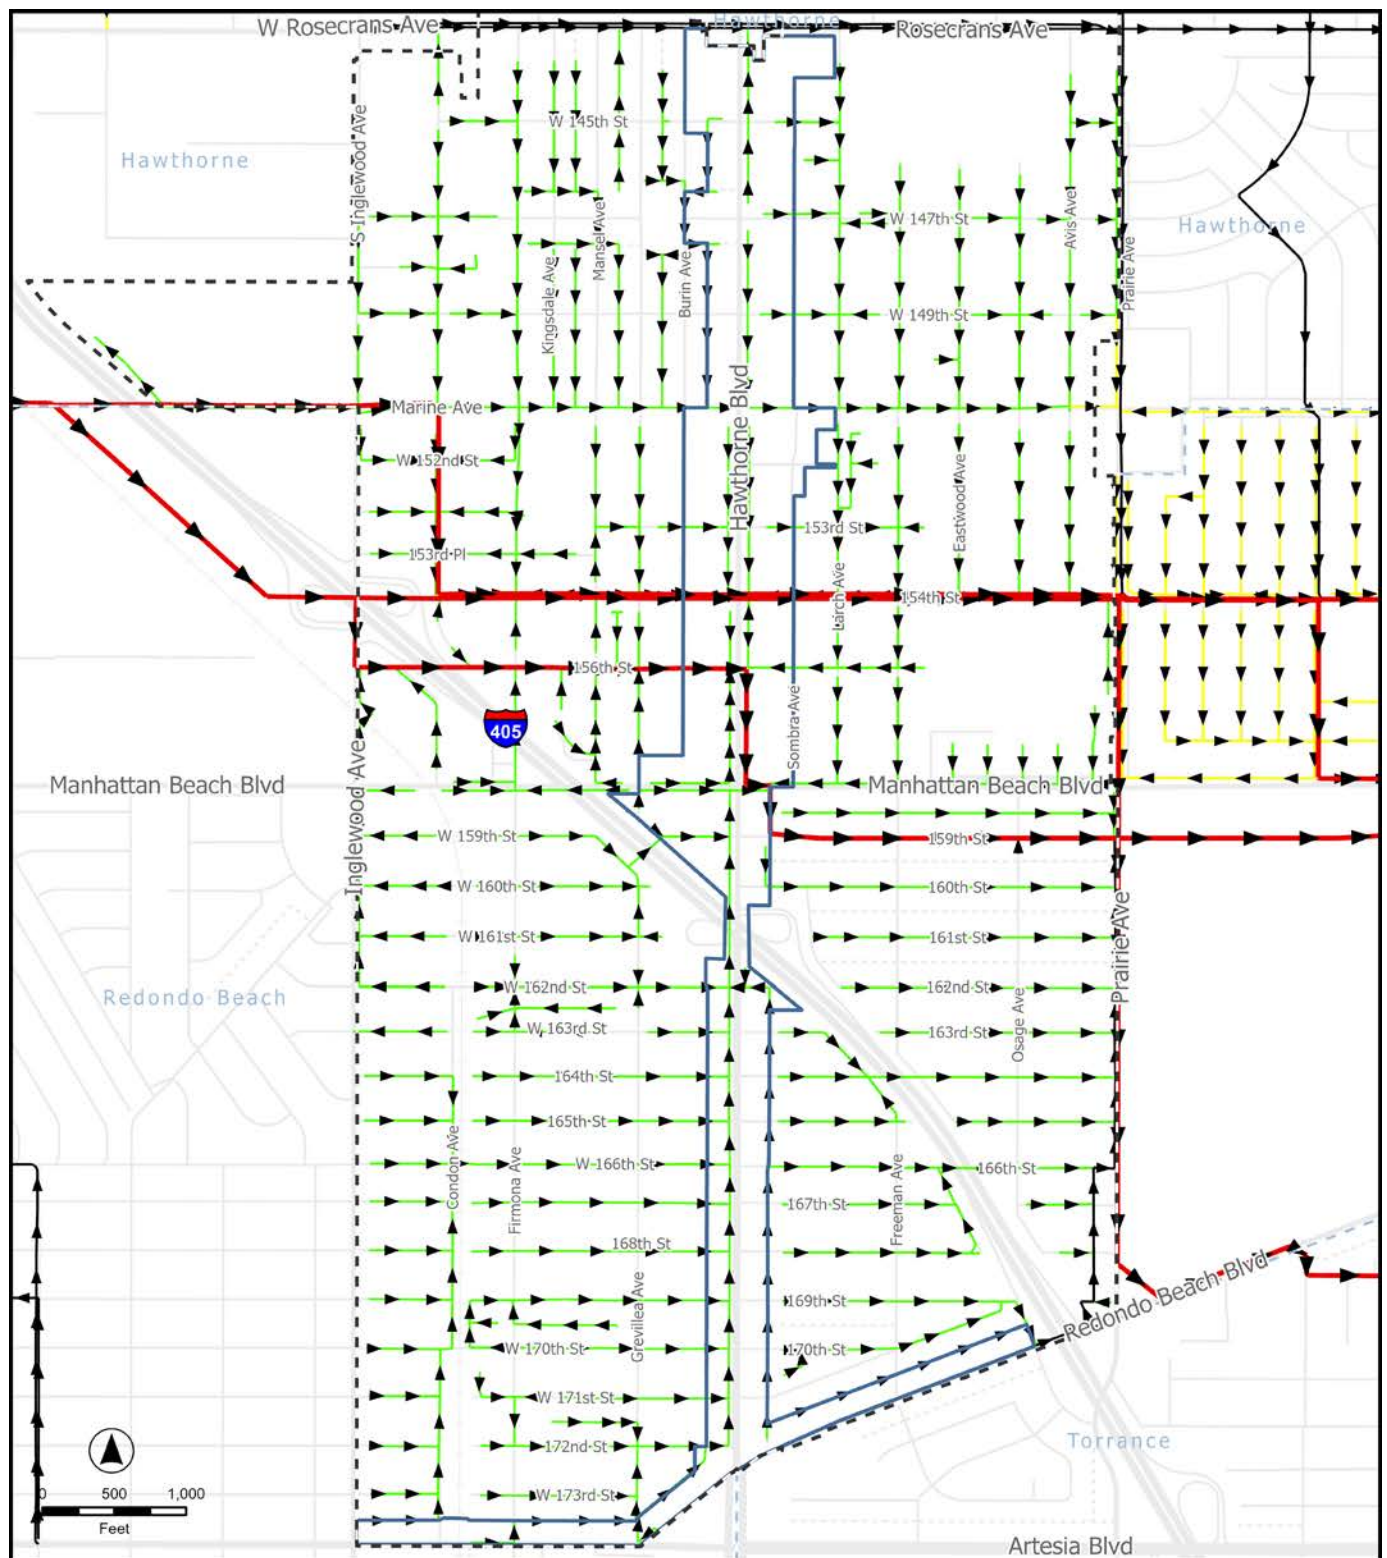 Hawthorne
W Rosecrans Ave
Rosecrans Ave
W 145th St
S Inglewood Ave
Hawthorne
Mansel Ave
Avis Ave
W 147th St
Hawthorne
Kingsdale Ave
Burin Ave
Prairie Ave
W 149th St
Marine Ave
Hawthorne Blvd
W 152nd St
Eastwood Ave
153rd St
153rd Pl
Larch Ave
154th St
156th St
Sombra Ave
405
Inglewood Ave
Manhattan Beach Blvd
Manhattan Beach Blvd
W 159th St
159th St
W 160th St
160th St
W 161st St
161st St
Prairie Ave
Redondo Beach
W 162nd St
162nd St
Osage Ave
W 163rd St
163rd St
164th St
165th St
Condon Ave
Firmona Ave
W 166th St
166th St
Freeman Ave
167th St
168th St
Grevillea Ave
169th St
Redondo Beach Blvd
W 170th St
170th St
W 171st St
172nd St
Torrance
W 173rd St
0 500 1,000
Feet
Artesia Blvd